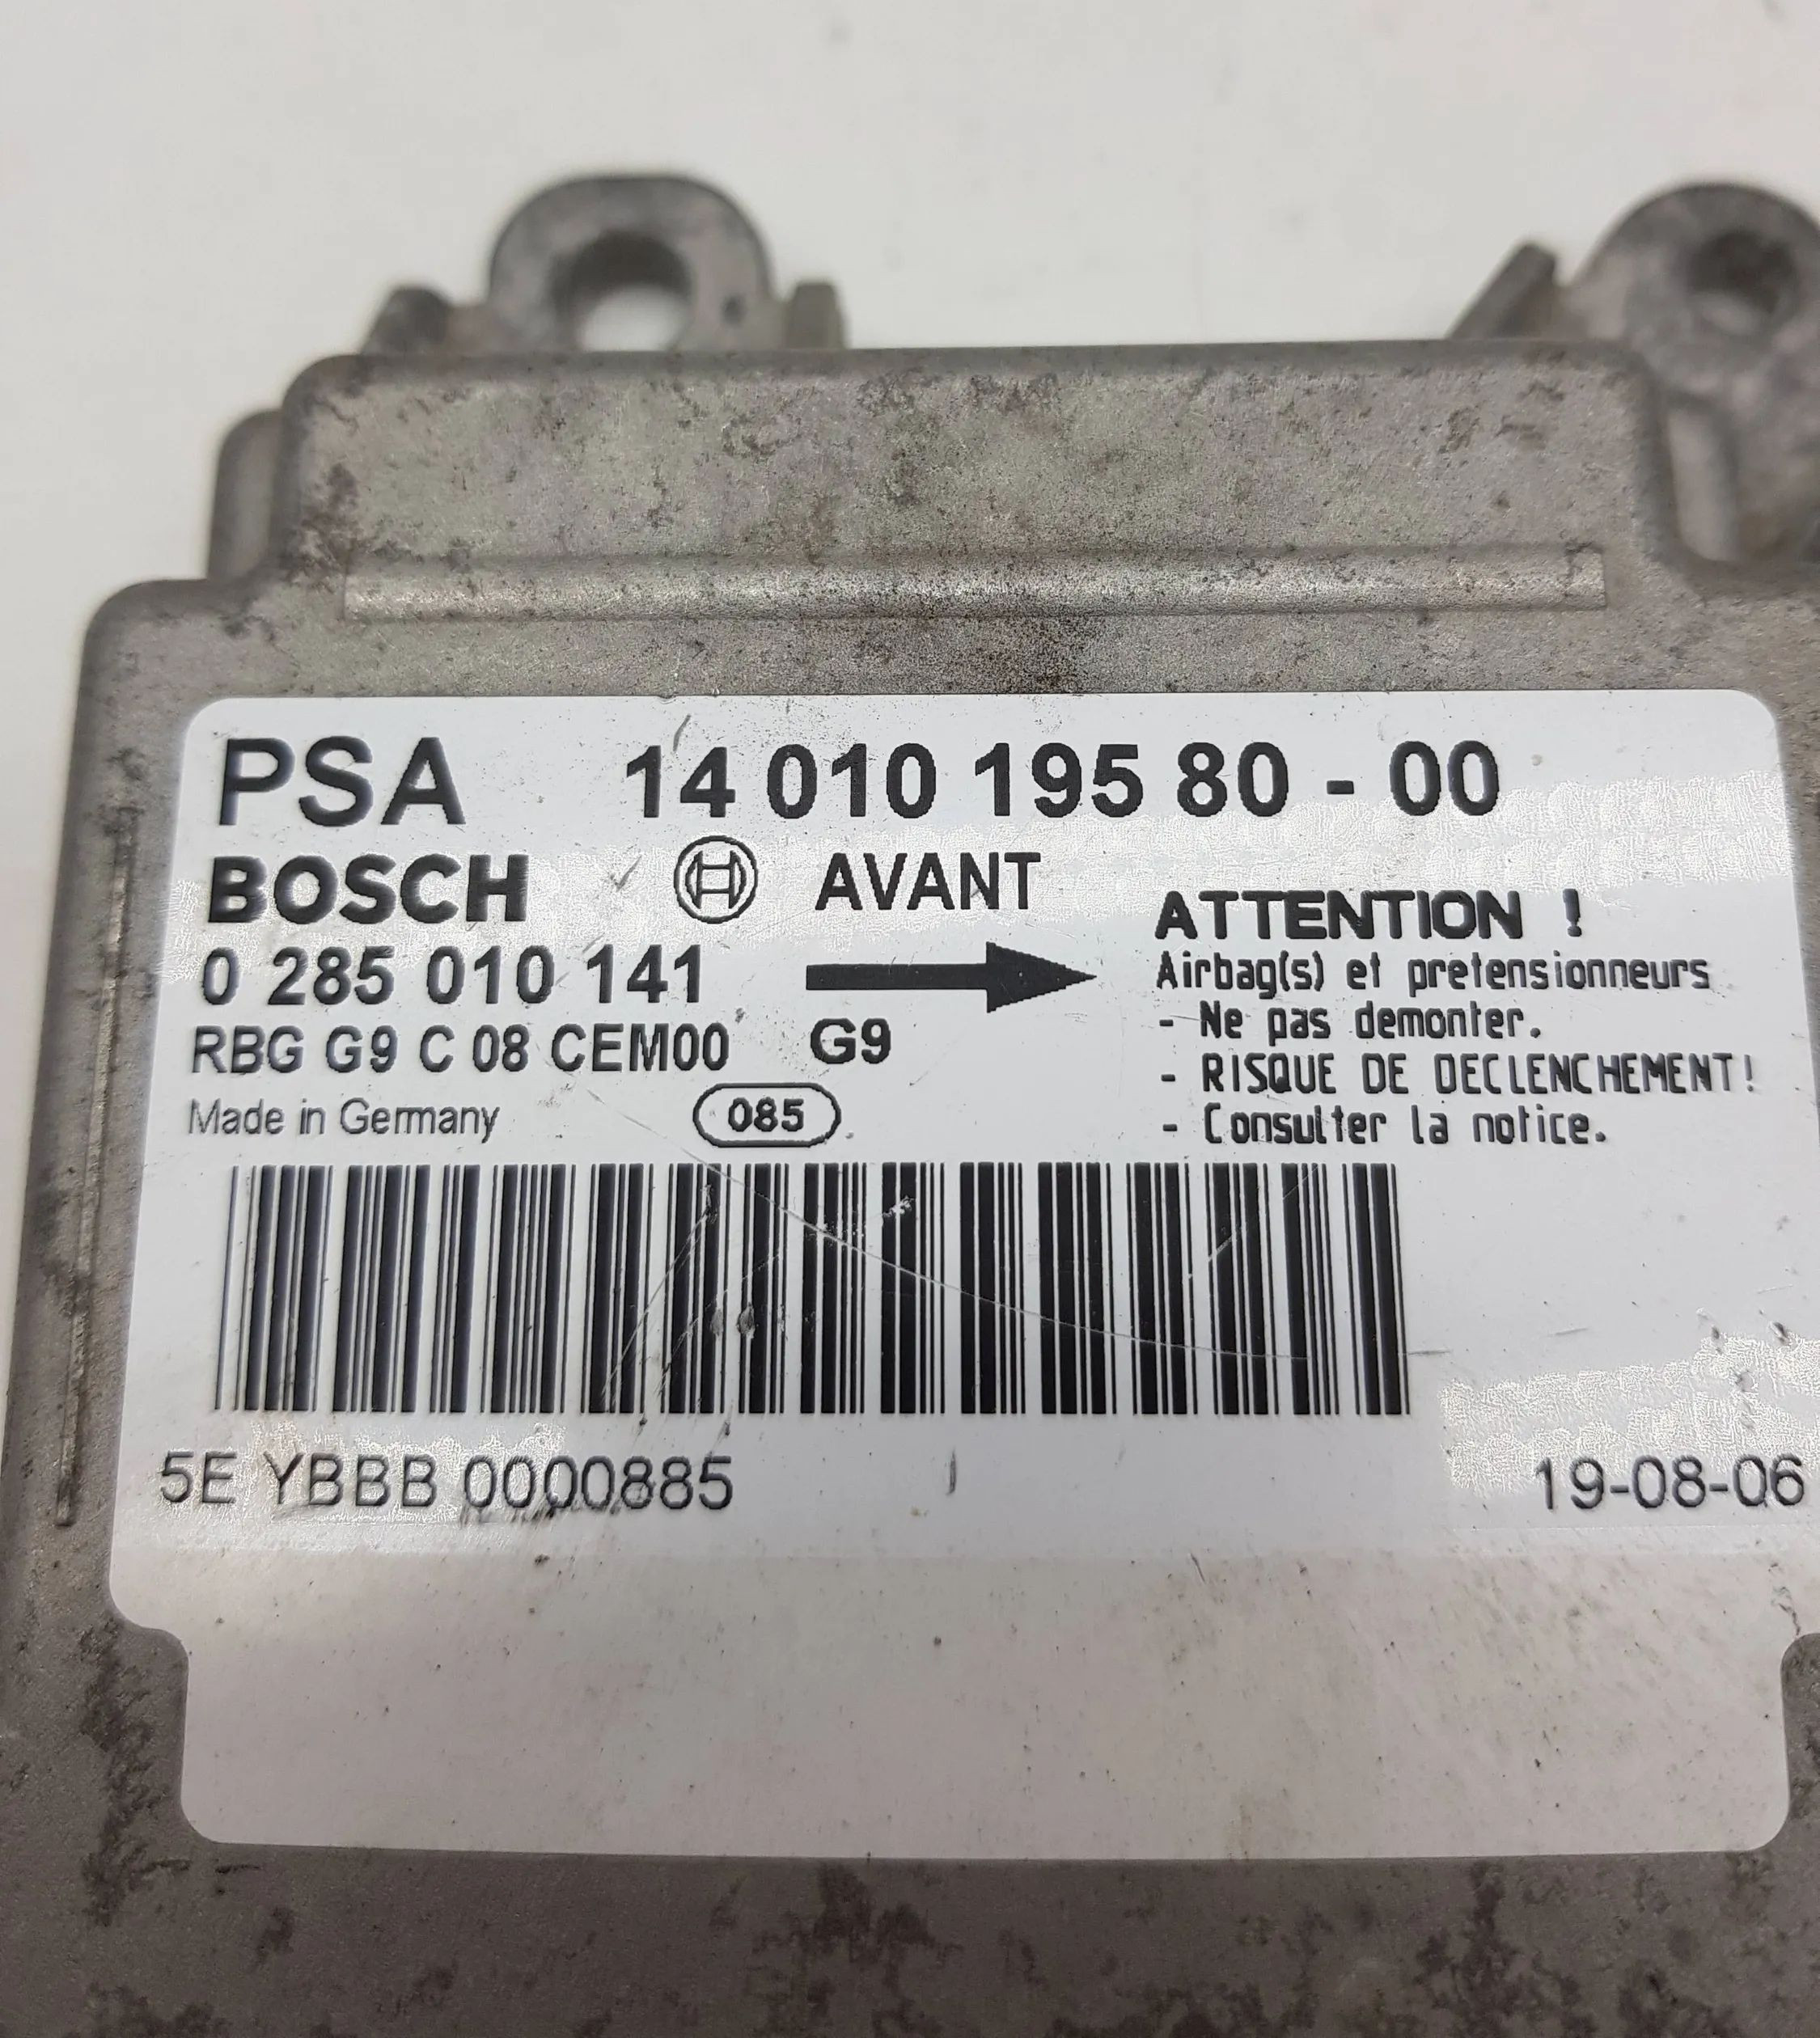 PSA 14 010 195 80 - 00
BOSCH AVANT
ATTENTION !
0 285 010 141
Airbag(s) et pretensionneurs
- Ne pas demonter.
RBG G9 C 08 CEM00 G9
- RISQUE DE DECLENCHEMENT!
Made in Germany 085
- Consulter la notice.
5E YBBB 0000885 19-08-06